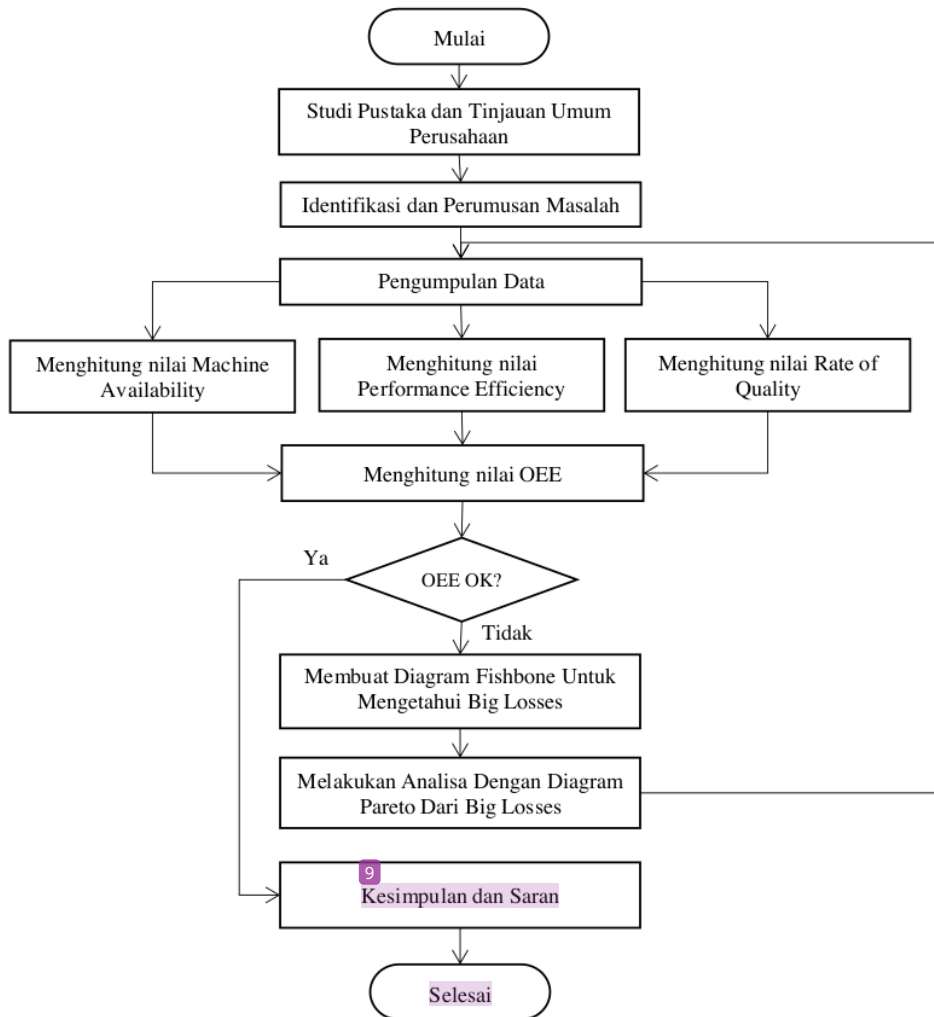 Mulai
Studi Pustaka dan Tinjauan Umum
Perusahaan
Identifikasi dan Perumusan Masalah
Pengumpulan Data
Menghitung nilai Machine
Availability
Menghitung nilai
Performance Efficiency
Menghitung nilai Rate of
Quality
Menghitung nilai OEE
Ya
OEE OK?
Tidak
Membuat Diagram Fishbone Untuk
Mengetahui Big Losses
Melakukan Analisa Dengan Diagram
Pareto Dari Big Losses
9
Kesimpulan dan Saran
Selesai